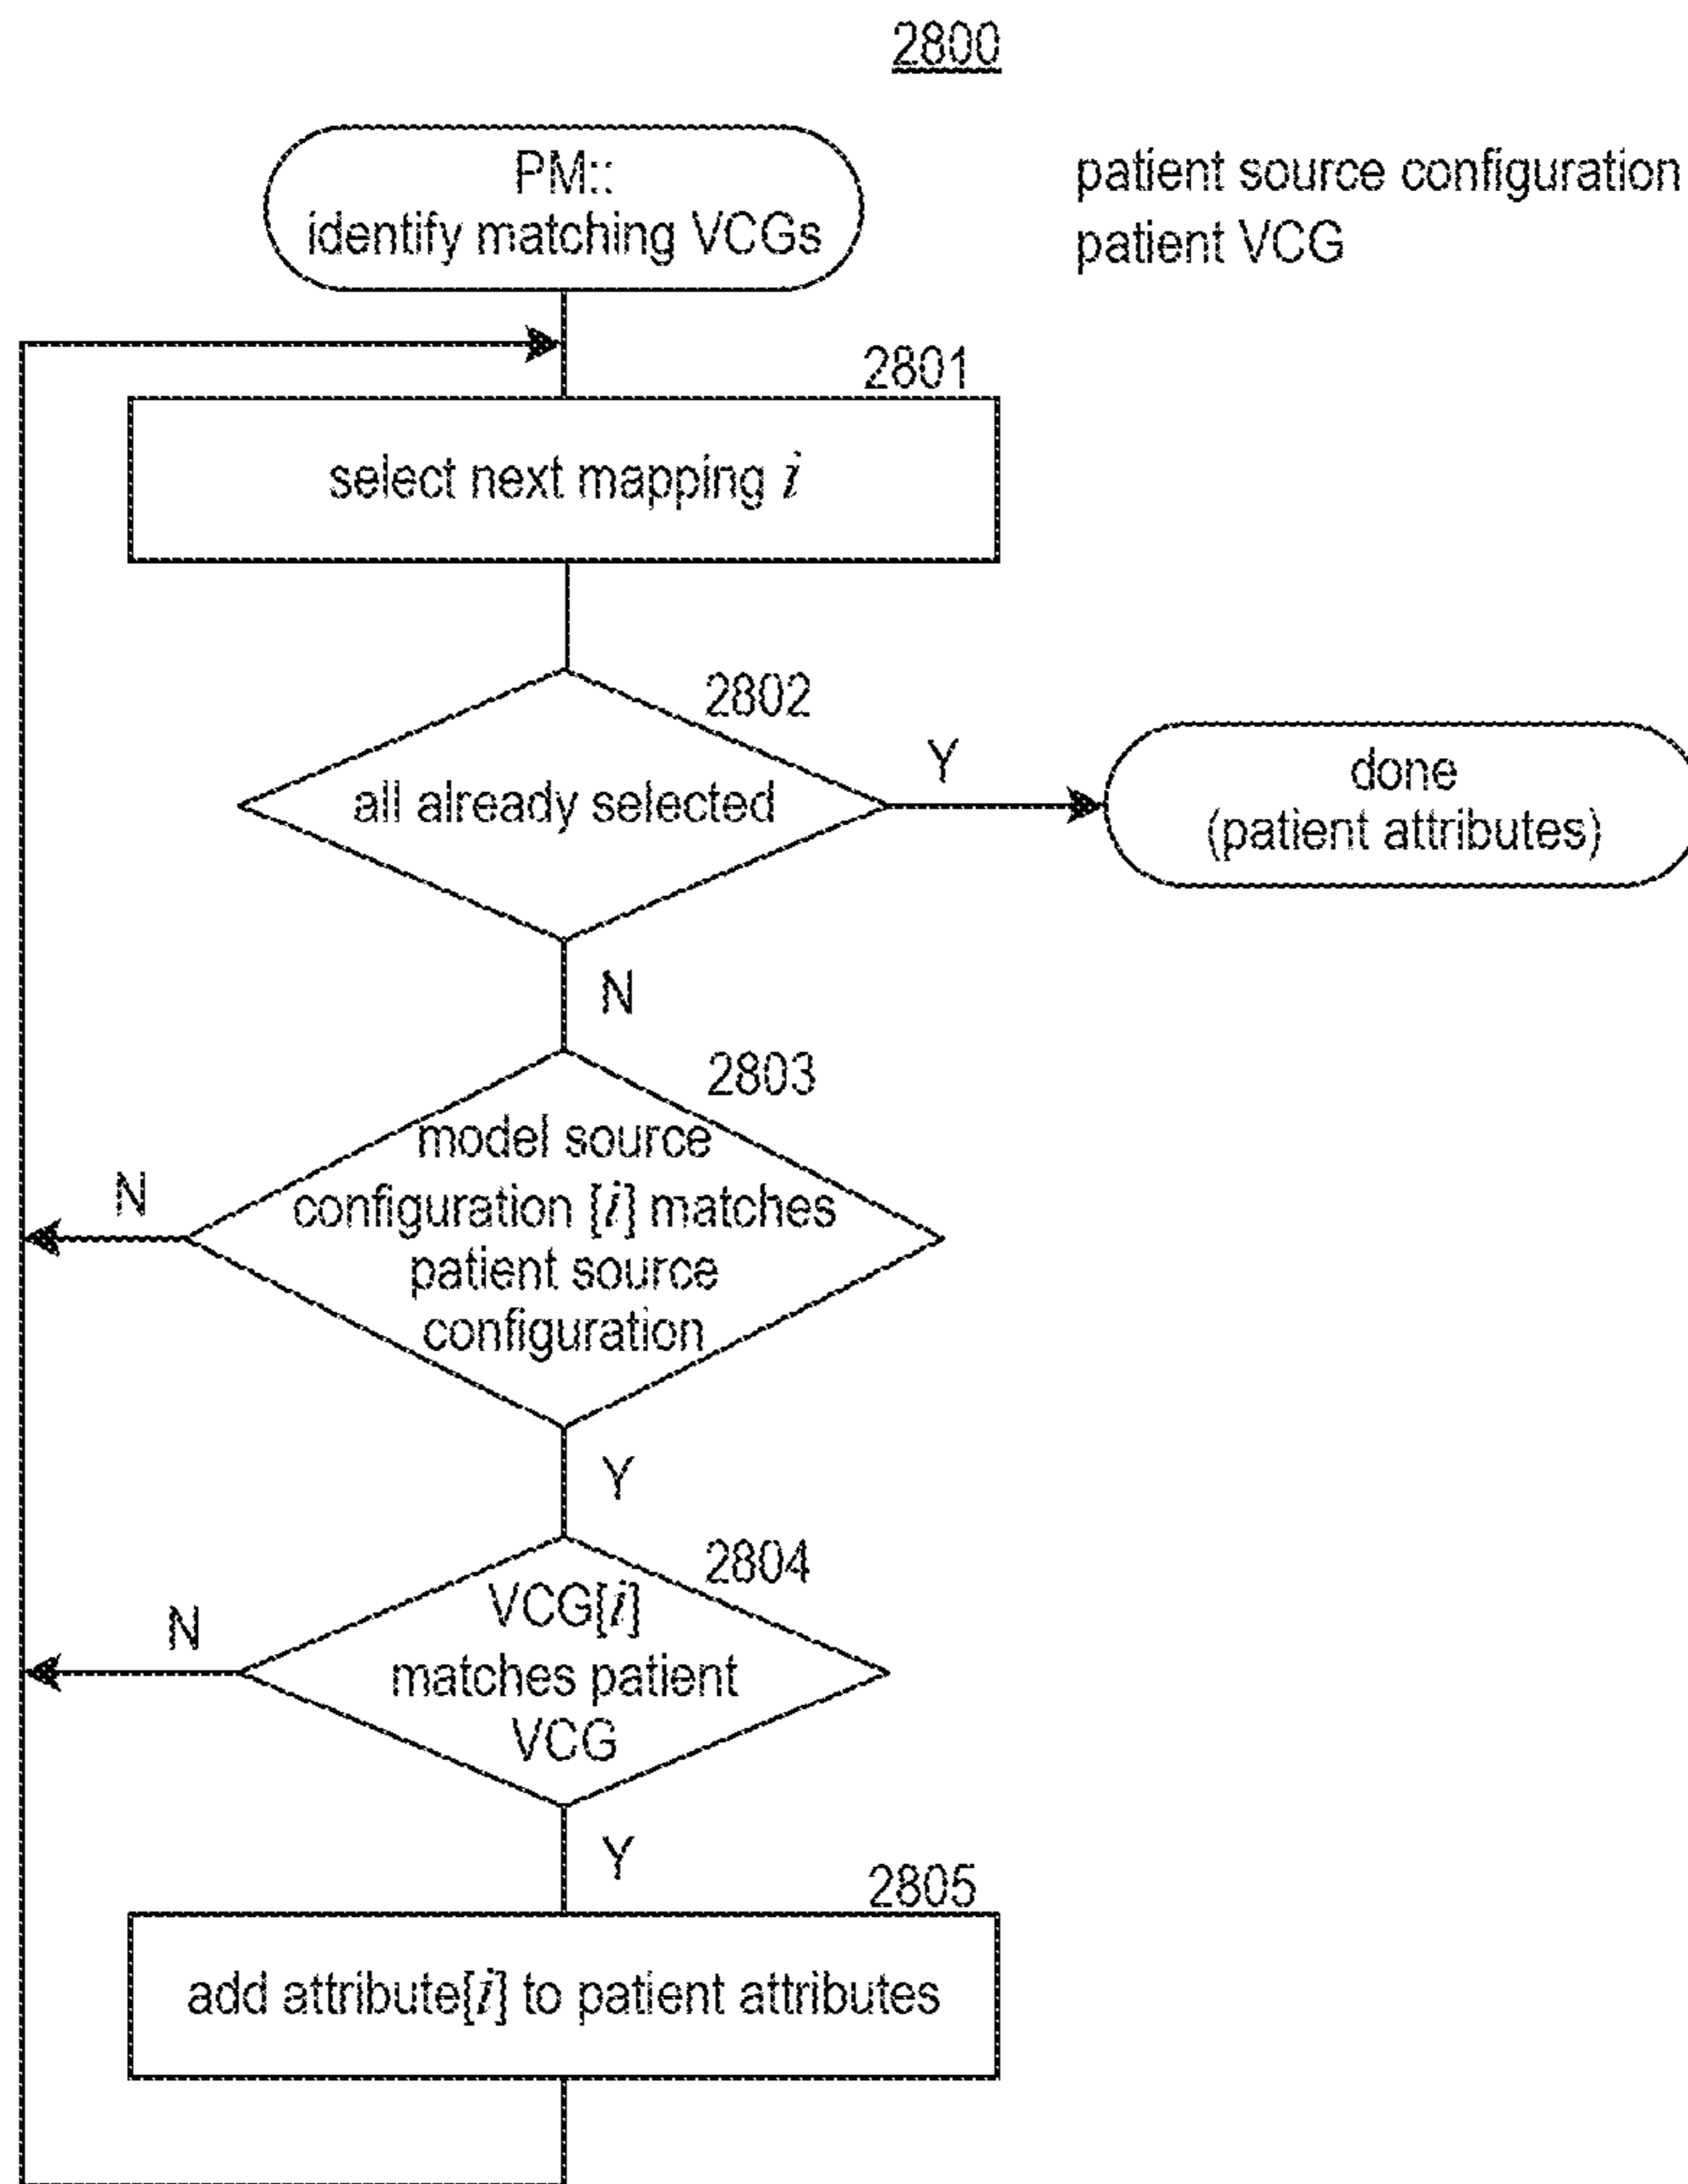 2800
PM::
identify matching VCGs
patient source configuration
patient VCG
2801
select next mapping i
2802
all already selected
Y
done
(patient attributes)
N
2803
model source
configuration [i] matches
patient source
configuration
N
Y
2804
VCG[i]
matches patient
VCG
N
Y
2805
add attribute[i] to patient attributes